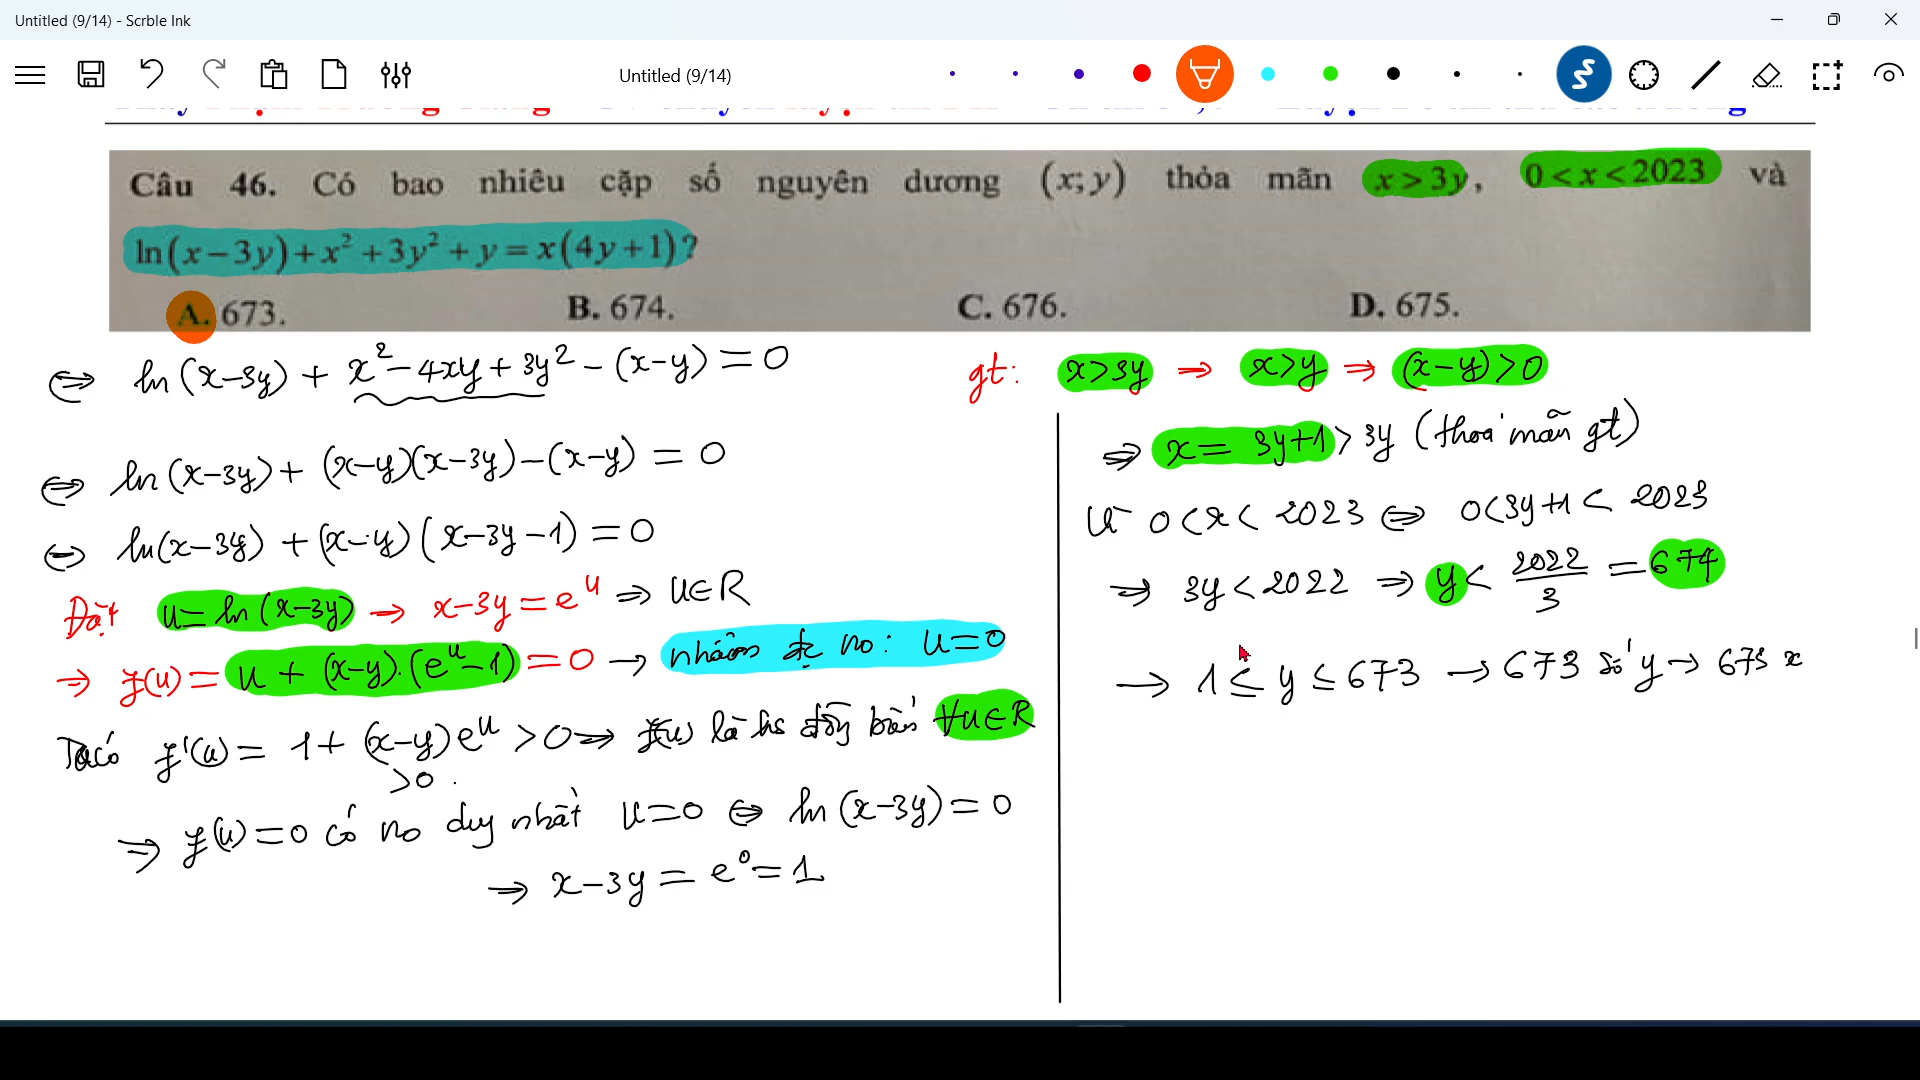 Untitled (9/14) - Scrble Ink
Untitled (9/14)
Câu 46. Có bao nhiêu cặp số nguyên dương (x; y) thỏa mãn x > 3y, 0 < x < 2023 và
ln(x − 3y) + x² + 3y² + y = x(4y + 1)?
A. 673. B. 674. C. 676. D. 675.
⇔ ln(x−3y) + x² − 4xy + 3y² − (x−y) = 0
⇔ ln(x−3y) + (x−y)(x−3y) − (x−y) = 0
⇔ ln(x−3y) + (x−y)(x−3y−1) = 0
Đặt u = ln(x−3y) → x−3y = e^u ⇒ u∈R
→ f(u) = u + (x−y).(e^u −1) = 0 → nhẩm đc no: u=0
Ta có f'(u) = 1 + (x−y)e^u > 0 ⇒ f(u) là hs đồng biến ∀u∈R
>0
⇒ f(u)=0 có no duy nhất u=0 ⇔ ln(x−3y) = 0
⇒ x−3y = e^0 = 1
gt: x>3y ⇒ x>y ⇒ (x−y)>0
⇒ x = 3y+1 > 3y (thoả mãn gt)
Vì 0<x<2023 ⇔ 0<3y+1<2023
→ 3y<2022 ⇒ y < 2022/3 = 674
→ 1 ≤ y ≤ 673 → 673 số y → 673 x